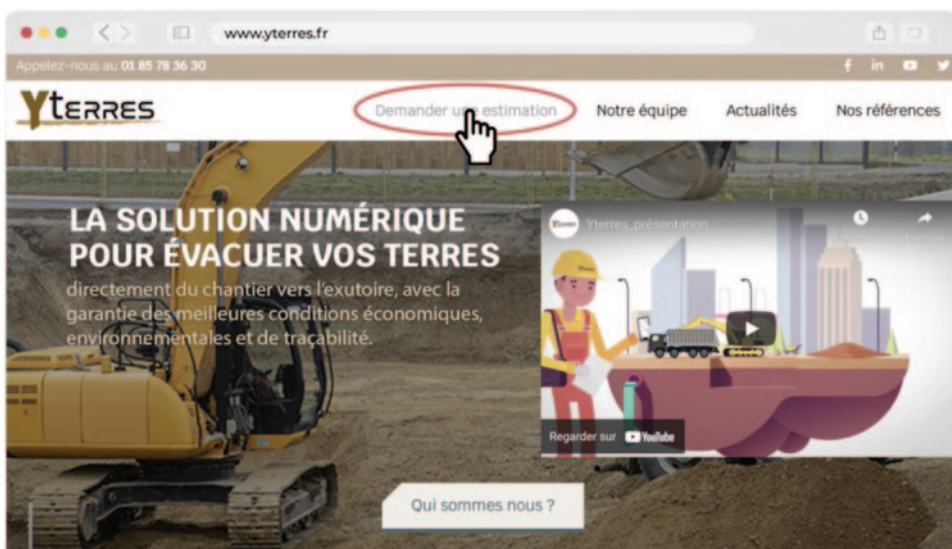 www.yterres.fr
Appelez-nous au 01 85 78 36 30
Yterres
Demander une estimation
Notre équipe
Actualités
Nos références
LA SOLUTION NUMÉRIQUE
POUR ÉVACUER VOS TERRES
directement du chantier vers l'exutoire, avec la
garantie des meilleures conditions économiques,
environnementales et de traçabilité.
Yterres_présentation
Regarder sur YouTube
Qui sommes nous ?